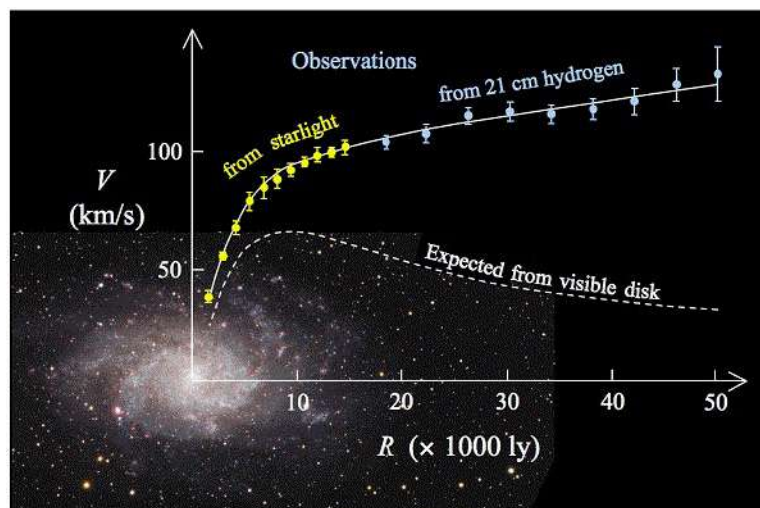 Observations
from 21 cm hydrogen
from starlight
100
V
(km/s)
50
Expected from visible disk
10
20
30
40
50
R (× 1000 ly)